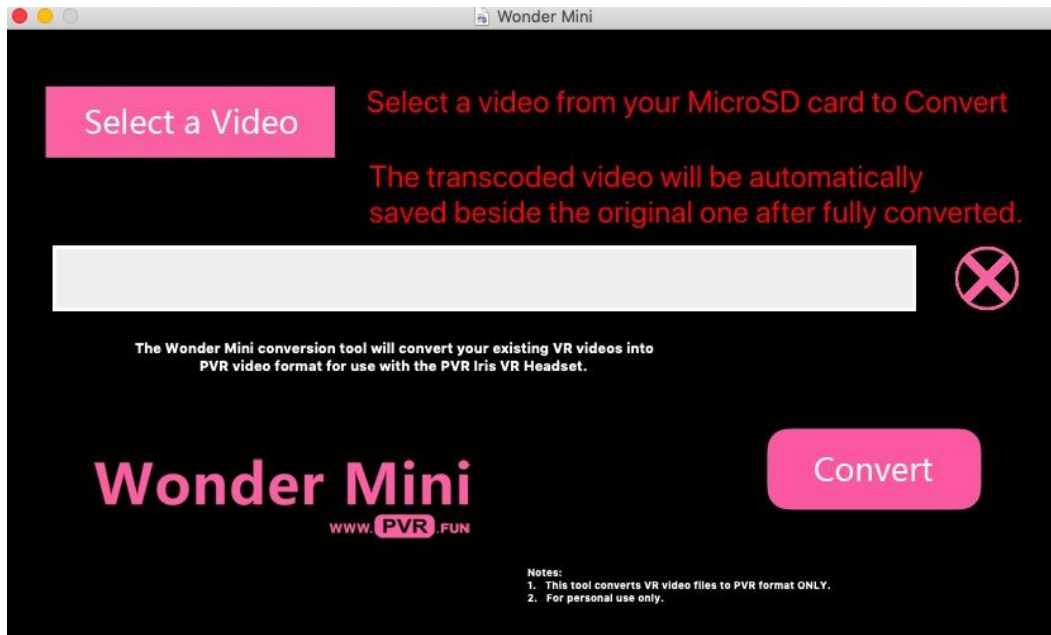 Wonder Mini
Select a Video
Select a video from your MicroSD card to Convert
The transcoded video will be automatically
saved beside the original one after fully converted.
The Wonder Mini conversion tool will convert your existing VR videos into
PVR video format for use with the PVR Iris VR Headset.
Convert
Wonder Mini
www.PVR.FUN
Notes:
1. This tool converts VR video files to PVR format ONLY.
2. For personal use only.